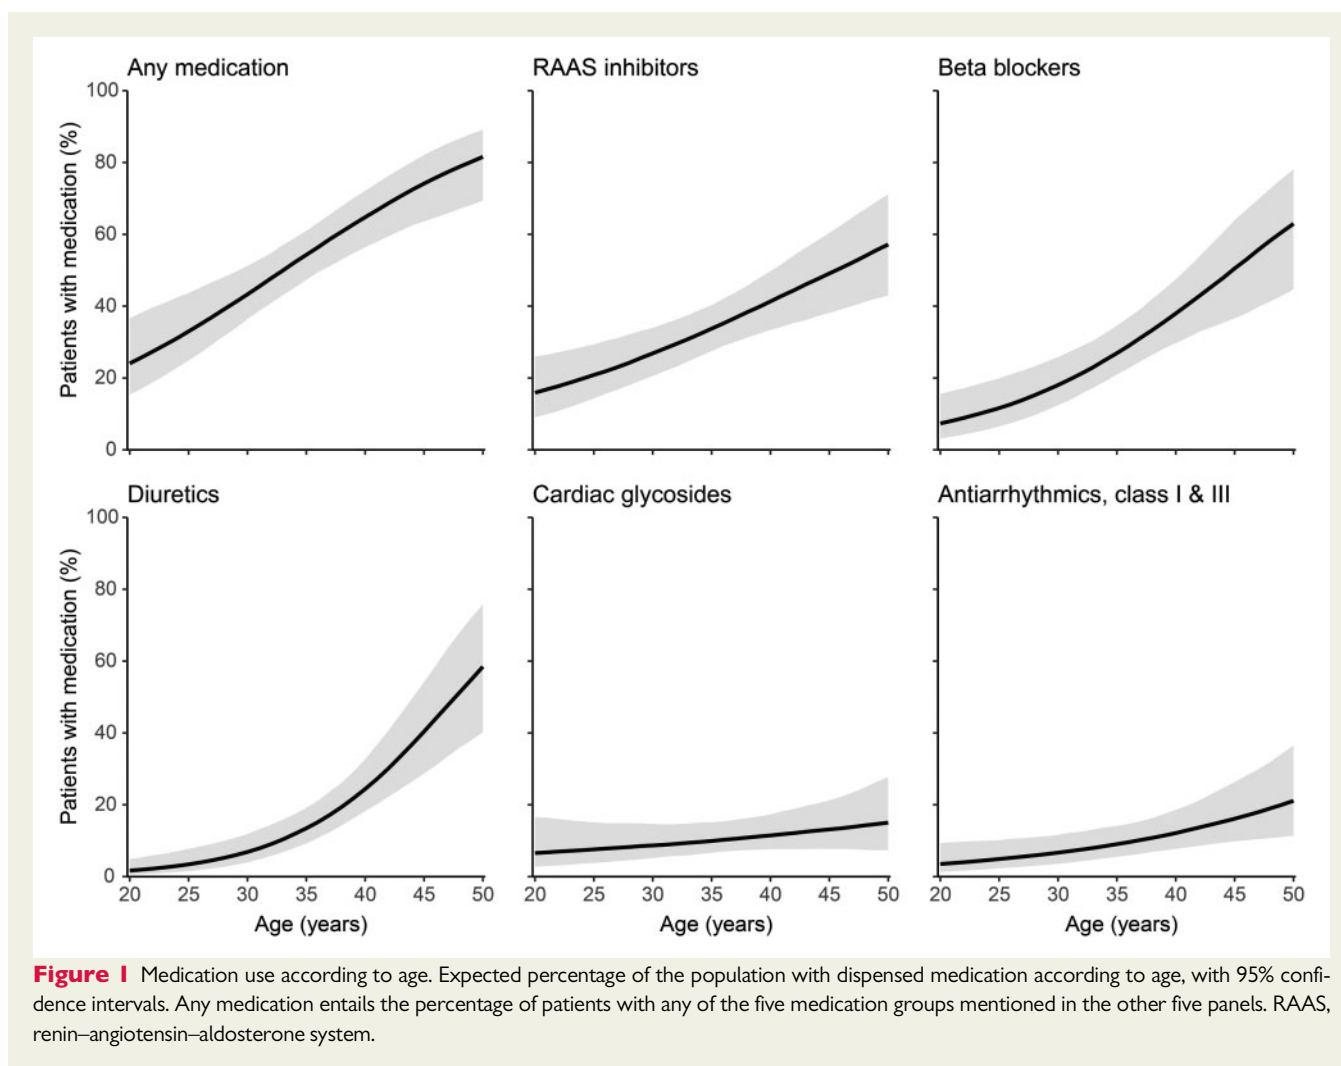 Any medication
RAAS inhibitors
Beta blockers
Patients with medication (%)
100
80
60
40
20
0
Diuretics
Cardiac glycosides
Antiarrhythmics, class I & III
Patients with medication (%)
100
80
60
40
20
0
20 25 30 35 40 45 50
20 25 30 35 40 45 50
20 25 30 35 40 45 50
Age (years)
Age (years)
Age (years)
Figure 1 Medication use according to age. Expected percentage of the population with dispensed medication according to age, with 95% confi-
dence intervals. Any medication entails the percentage of patients with any of the five medication groups mentioned in the other five panels. RAAS,
renin–angiotensin–aldosterone system.